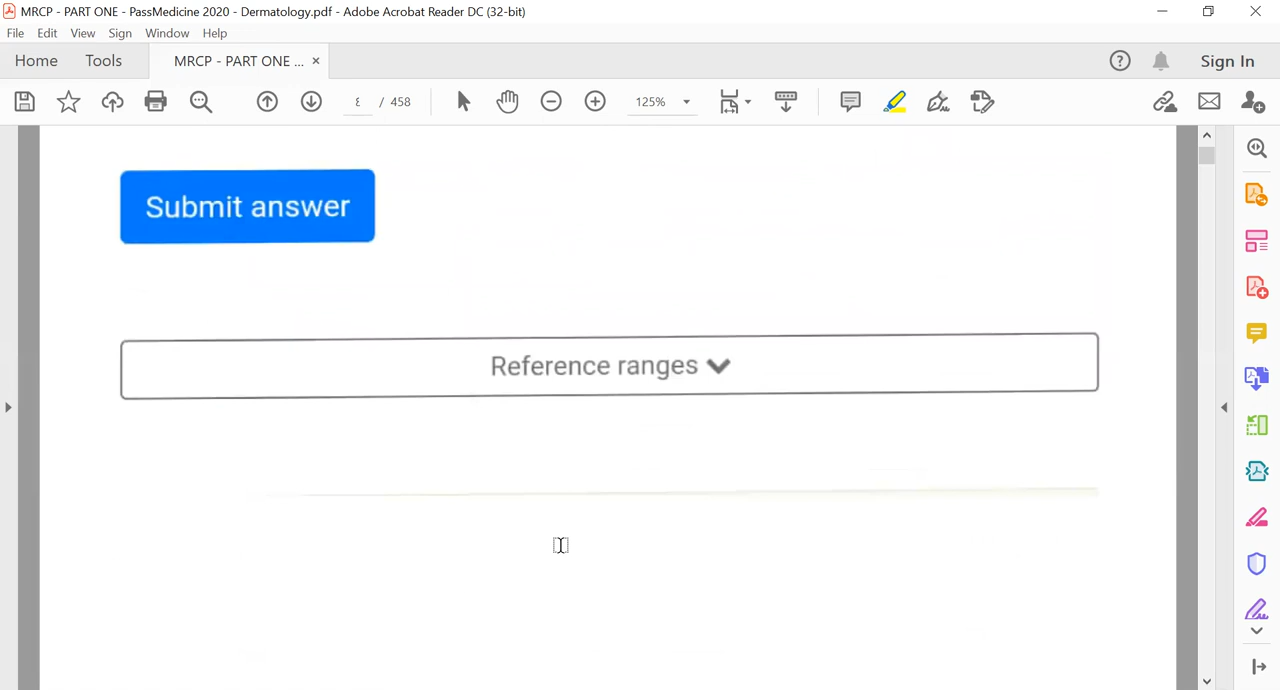 MRCP - PART ONE - PassMedicine 2020 - Dermatology.pdf - Adobe Acrobat Reader DC (32-bit)
File Edit View Sign Window Help
Home Tools MRCP - PART ONE ... × Sign In
/ 458 125%
Submit answer
Reference ranges